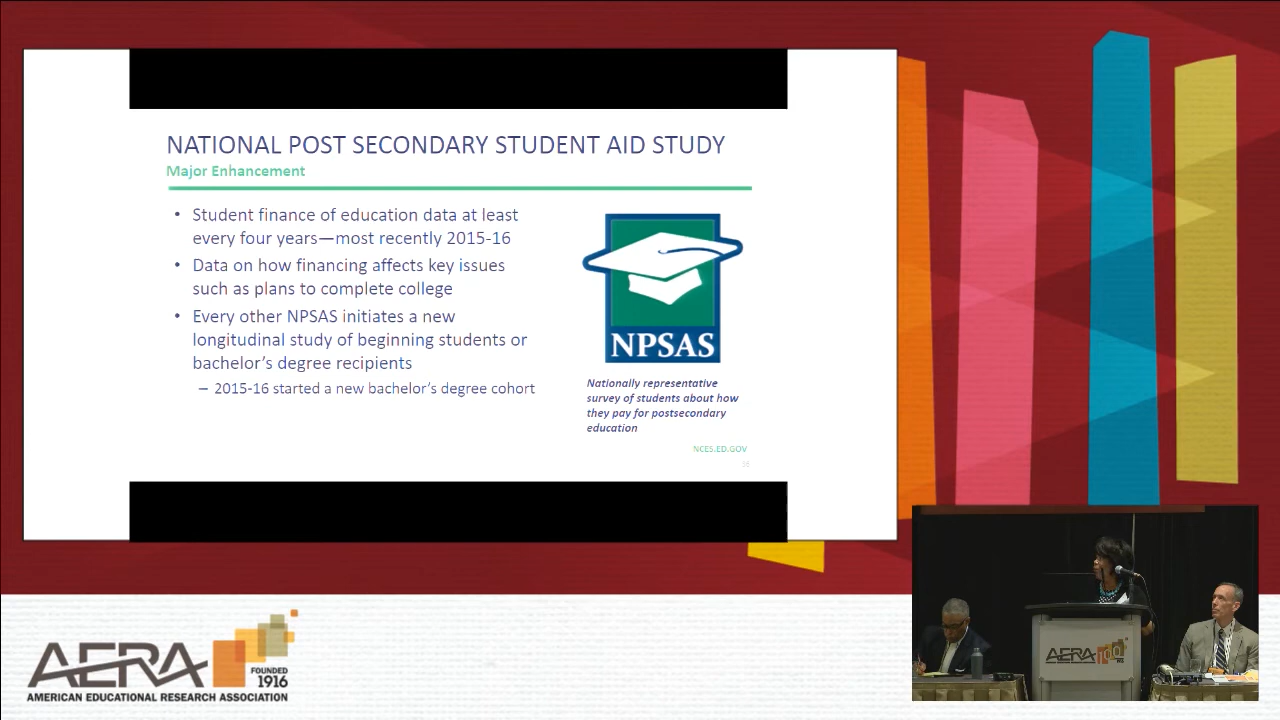 NATIONAL POST SECONDARY STUDENT AID STUDY
Major Enhancement
• Student finance of education data at least
every four years—most recently 2015-16
• Data on how financing affects key issues
such as plans to complete college
• Every other NPSAS initiates a new
longitudinal study of beginning students or
bachelor's degree recipients
– 2015-16 started a new bachelor's degree cohort
NPSAS
Nationally representative
survey of students about how
they pay for postsecondary
education
NCES.ED.GOV
AERA
FOUNDED
1916
AMERICAN EDUCATIONAL RESEARCH ASSOCIATION
AERA